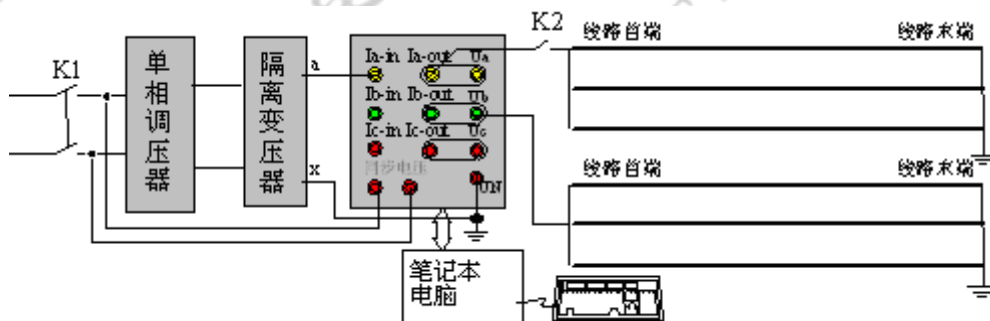 K1
单相调压器
隔离变压器
a
x
Ia-in Ia-out Ua
Ib-in Ib-out Ub
Ic-in Ic-out Uc
同步电压
UN
笔记本
电脑
K2
线路首端
线路末端
线路首端
线路末端